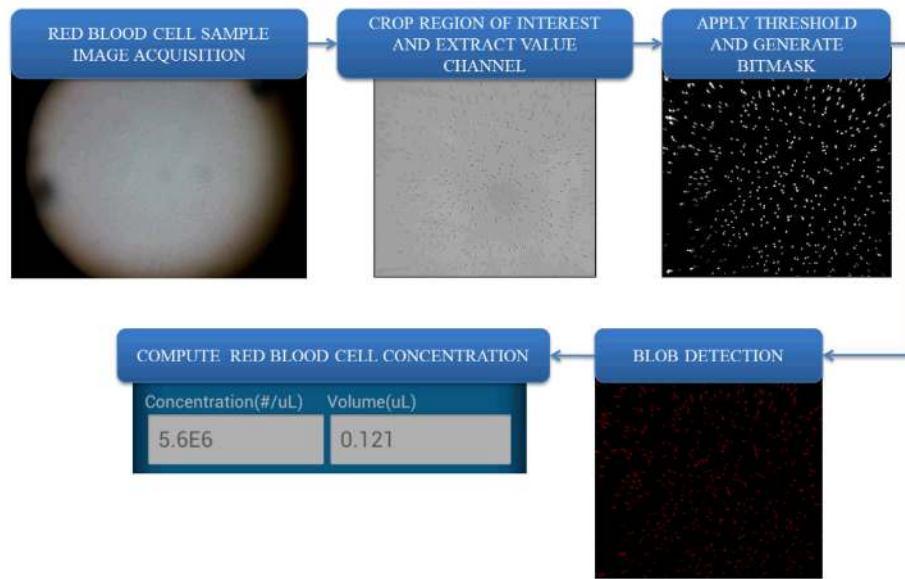 RED BLOOD CELL SAMPLE
IMAGE ACQUISITION
CROP REGION OF INTEREST
AND EXTRACT VALUE
CHANNEL
APPLY THRESHOLD
AND GENERATE
BITMASK
COMPUTE RED BLOOD CELL CONCENTRATION
BLOB DETECTION
Concentration(#/uL) Volume(uL)
5.6E6 0.121